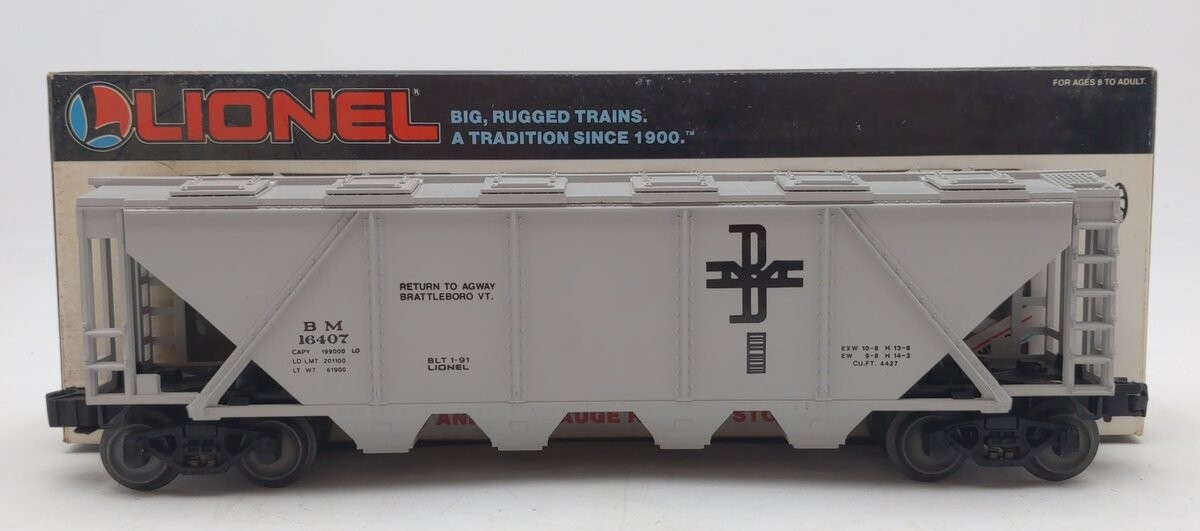 FOR AGES 8 TO ADULT.
LIONEL
BIG, RUGGED TRAINS.
A TRADITION SINCE 1900.™
RETURN TO AGWAY
BRATTLEBORO VT.
B M
16407
CAPY 199000 LD
LD LMT 201100
LT WT 61900
BLT 1-91
LIONEL
B
M
EXW 10-8 H 13-6
EW 9-8 H 14-3
CU.FT. 4427